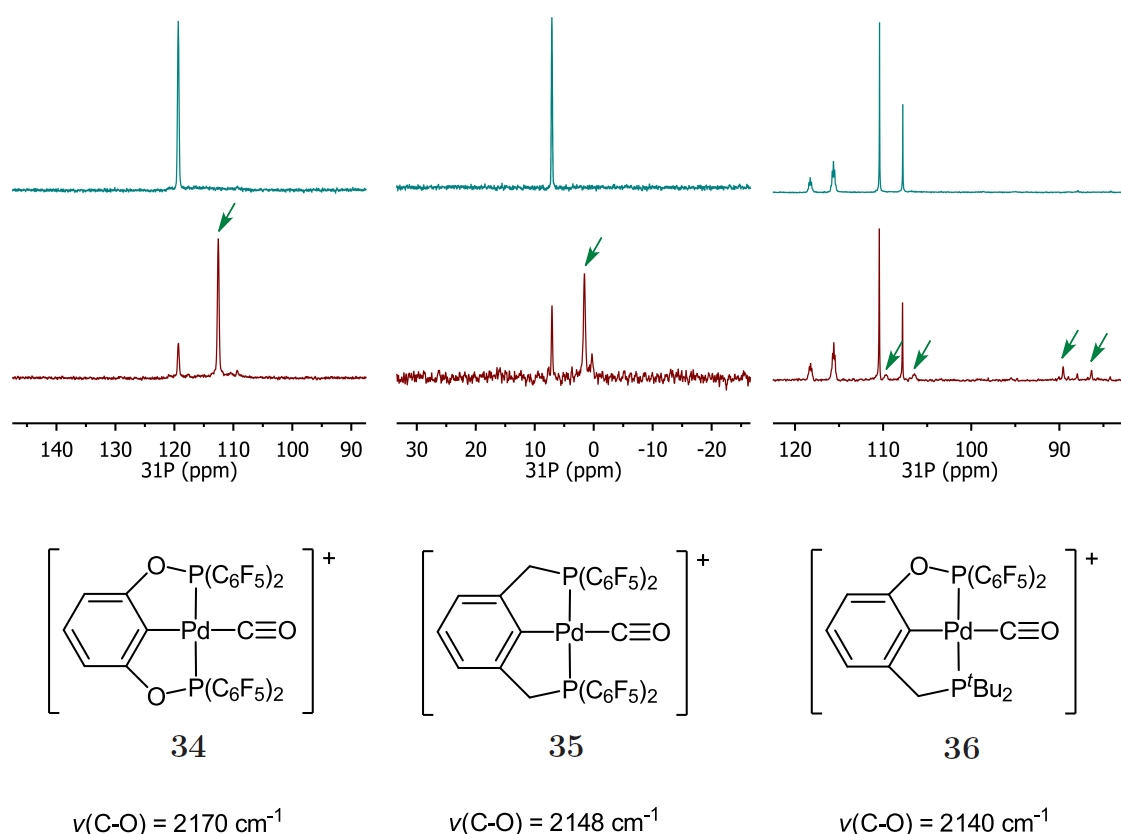 140 130 120 110 100 90
31P (ppm)
30 20 10 0 -10 -20
31P (ppm)
120 110 100 90
31P (ppm)
O P(C6F5)2
Pd C≡O
O P(C6F5)2
+
34
P(C6F5)2
Pd C≡O
P(C6F5)2
+
35
O P(C6F5)2
Pd C≡O
PtBu2
+
36
ν(C-O) = 2170 cm-1
ν(C-O) = 2148 cm-1
ν(C-O) = 2140 cm-1